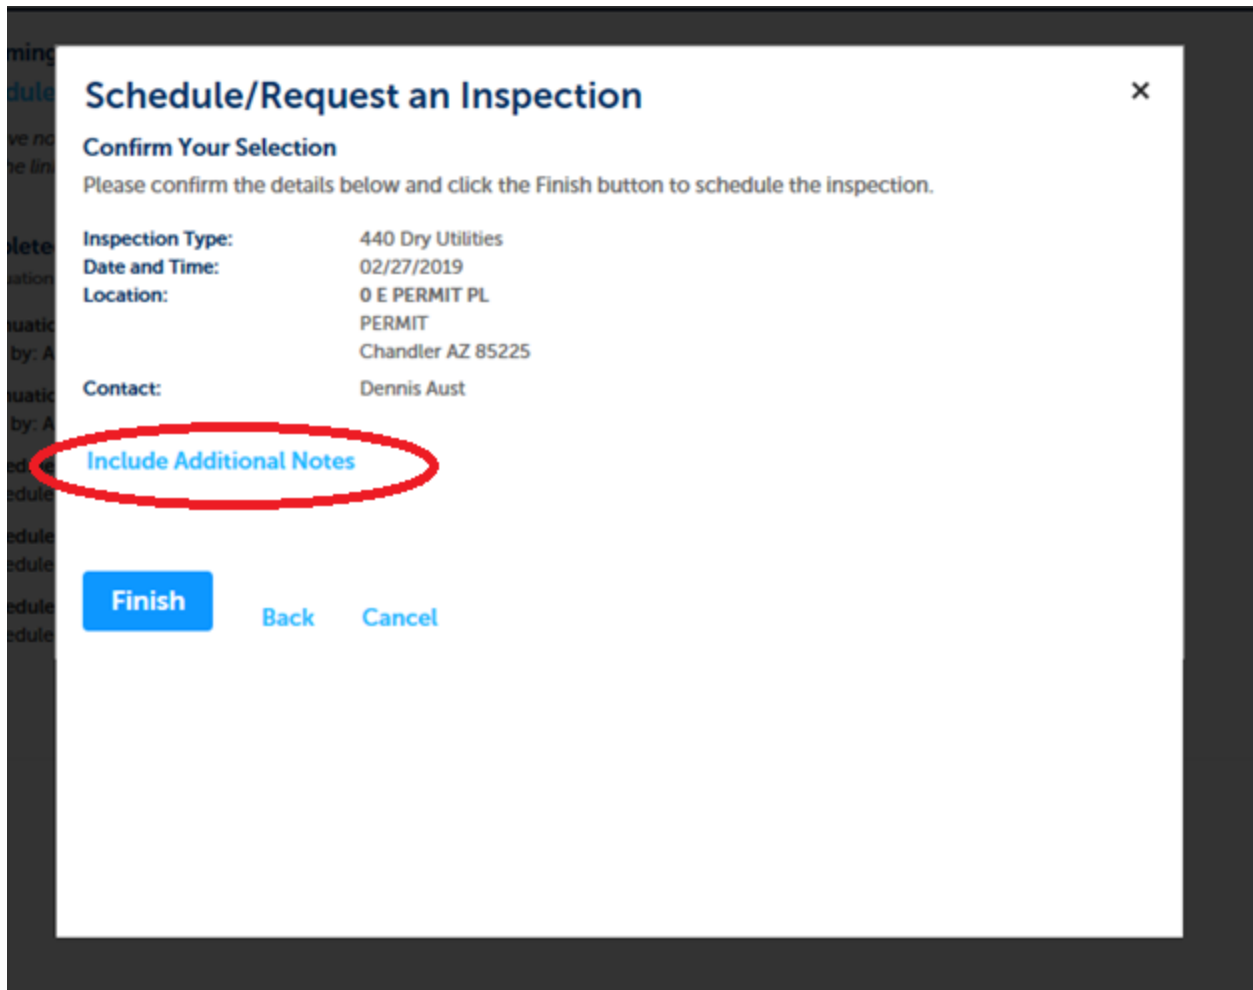 Schedule/Request an Inspection
×
Confirm Your Selection
Please confirm the details below and click the Finish button to schedule the inspection.
Inspection Type: 440 Dry Utilities
Date and Time: 02/27/2019
Location: 0 E PERMIT PL
PERMIT
Chandler AZ 85225
Contact: Dennis Aust
Include Additional Notes
Finish Back Cancel